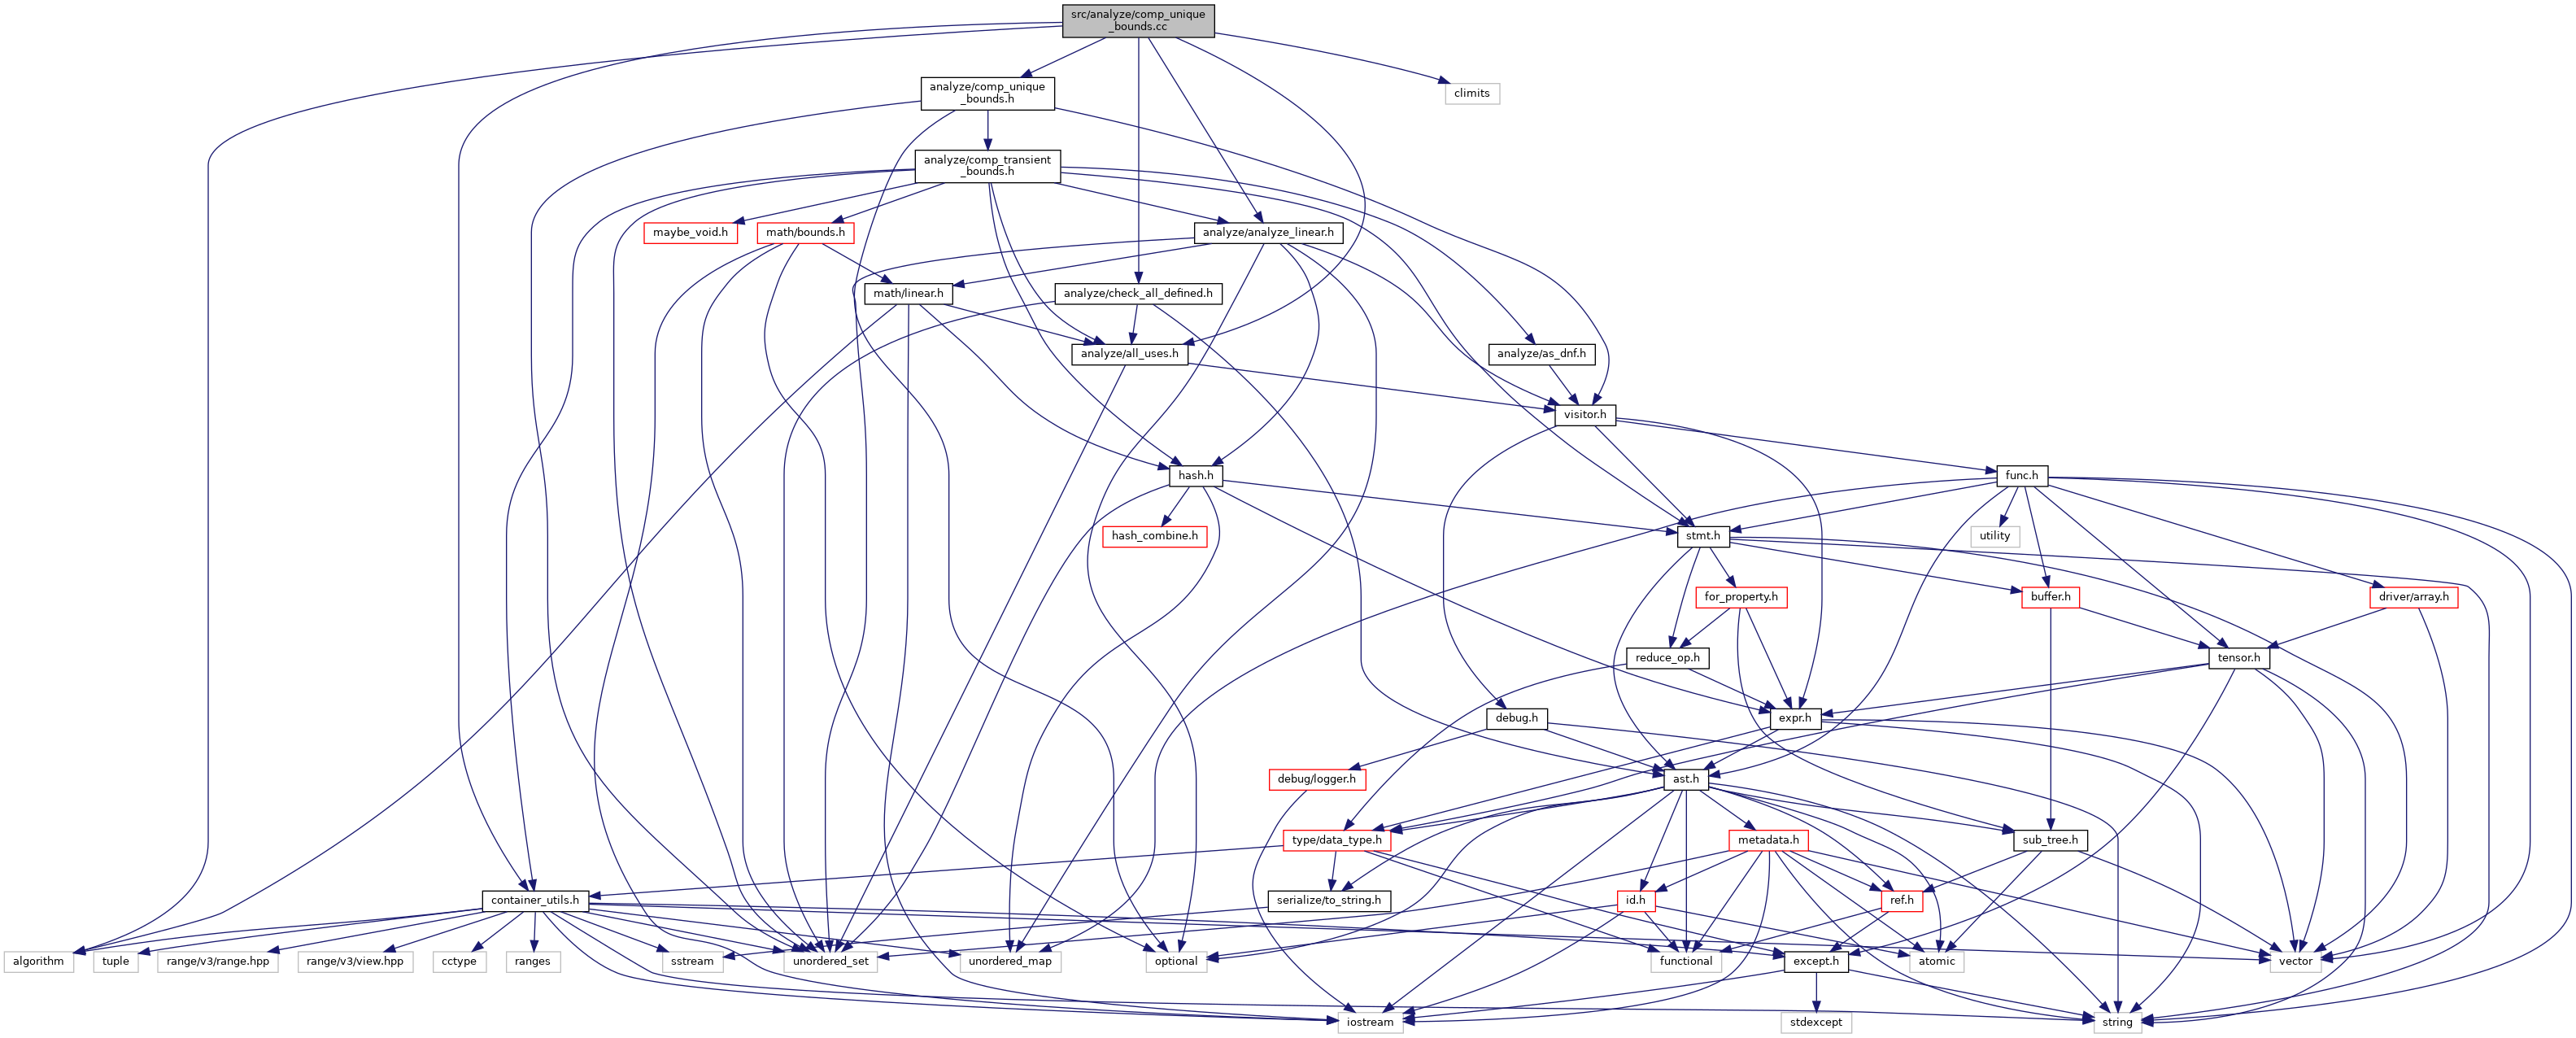 src/analyze/comp_unique
_bounds.cc
analyze/comp_unique
_bounds.h
climits
analyze/comp_transient
_bounds.h
maybe_void.h
math/bounds.h
analyze/analyze_linear.h
math/linear.h
analyze/check_all_defined.h
analyze/all_uses.h
analyze/as_dnf.h
visitor.h
hash.h
func.h
hash_combine.h
stmt.h
utility
for_property.h
buffer.h
driver/array.h
reduce_op.h
tensor.h
debug.h
expr.h
debug/logger.h
ast.h
type/data_type.h
metadata.h
sub_tree.h
container_utils.h
serialize/to_string.h
id.h
ref.h
algorithm
tuple
range/v3/range.hpp
range/v3/view.hpp
cctype
ranges
sstream
unordered_set
unordered_map
optional
functional
except.h
atomic
vector
iostream
stdexcept
string